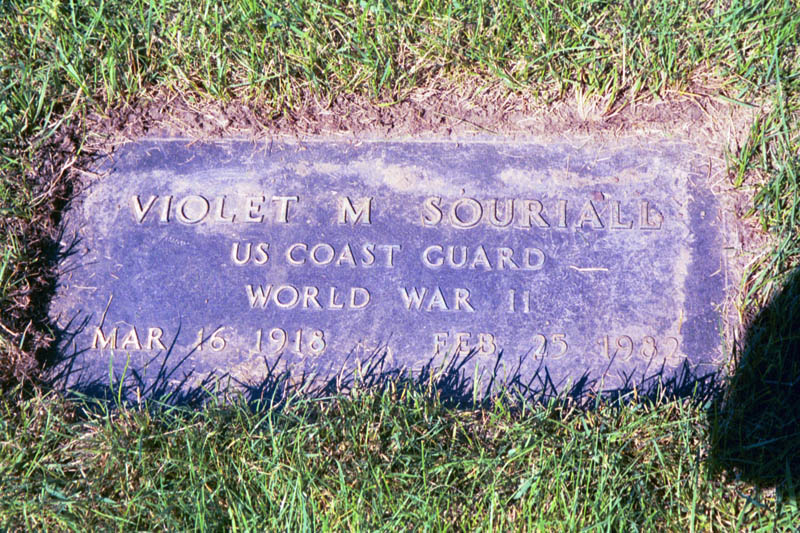 VIOLET M SOURIALL
US COAST GUARD
WORLD WAR II
MAR 16 1918 FEB 25 1982